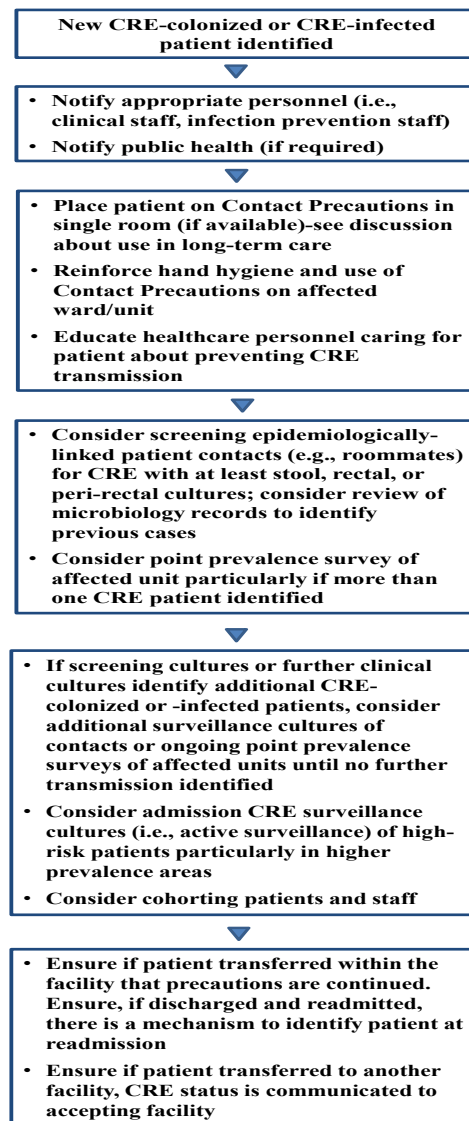 New CRE-colonized or CRE-infected
patient identified
• Notify appropriate personnel (i.e.,
clinical staff, infection prevention staff)
• Notify public health (if required)
• Place patient on Contact Precautions in
single room (if available)-see discussion
about use in long-term care
• Reinforce hand hygiene and use of
Contact Precautions on affected
ward/unit
• Educate healthcare personnel caring for
patient about preventing CRE
transmission
• Consider screening epidemiologically-
linked patient contacts (e.g., roommates)
for CRE with at least stool, rectal, or
peri-rectal cultures; consider review of
microbiology records to identify
previous cases
• Consider point prevalence survey of
affected unit particularly if more than
one CRE patient identified
• If screening cultures or further clinical
cultures identify additional CRE-
colonized or -infected patients, consider
additional surveillance cultures of
contacts or ongoing point prevalence
surveys of affected units until no further
transmission identified
• Consider admission CRE surveillance
cultures (i.e., active surveillance) of high-
risk patients particularly in higher
prevalence areas
• Consider cohorting patients and staff
• Ensure if patient transferred within the
facility that precautions are continued.
Ensure, if discharged and readmitted,
there is a mechanism to identify patient at
readmission
• Ensure if patient transferred to another
facility, CRE status is communicated to
accepting facility